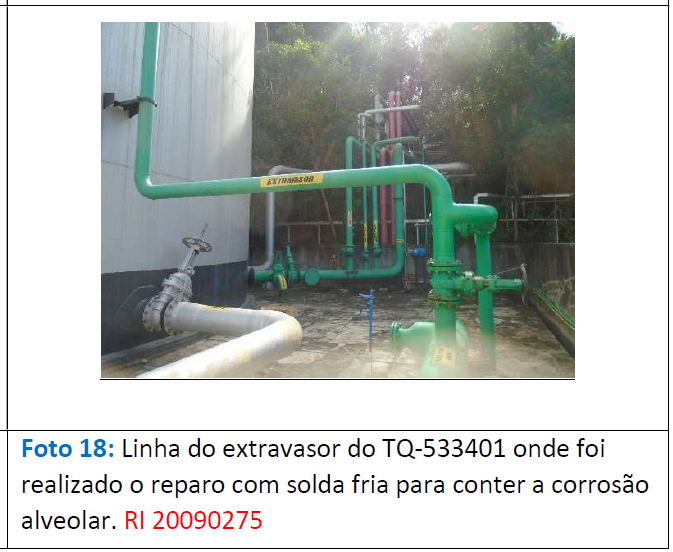 EXTRAVASOR
Foto 18: Linha do extravasor do TQ-533401 onde foi
realizado o reparo com solda fria para conter a corrosão
alveolar. RI 20090275